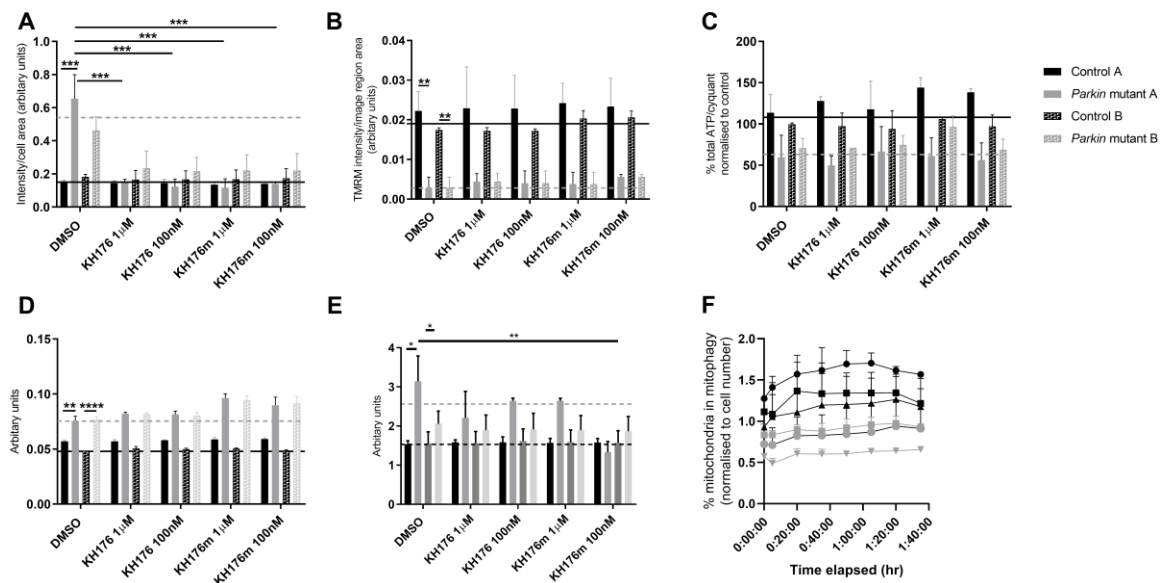 A
Intensity/cell area (arbitary units)
1.0
0.8
0.6
0.4
0.2
0.0
***
***
***
***
***
DMSO
KH176 1μM
KH176 100nM
KH176m 1μM
KH176m 100nM
B
TMRM intensity/image region area
(arbitary units)
0.04
0.03
0.019
0.01
0.00
**
**
DMSO
KH176 1μM
KH176 100nM
KH176m 1μM
KH176m 100nM
C
% total ATP/cyquant
normalised to control
200
150
100
50
0
DMSO
KH176 1μM
KH176 100nM
KH176m 1μM
KH176m 100nM
Control A
Parkin mutant A
Control B
Parkin mutant B
D
Arbitary units
0.15
0.10
0.05
0.00
**
****
DMSO
KH176 1μM
KH176 100nM
KH176m 1μM
KH176m 100nM
E
Arbitary units
4
3
2
1
0
*
*
**
DMSO
KH176 1μM
KH176 100nM
KH176m 1μM
KH176m 100nM
F
% mitochondria in mitophagy
(normalised to cell number)
2.0
1.5
1.0
0.5
0.0
0:00:00
0:20:00
0:40:00
1:00:00
1:20:00
1:40:00
Time elapsed (hr)